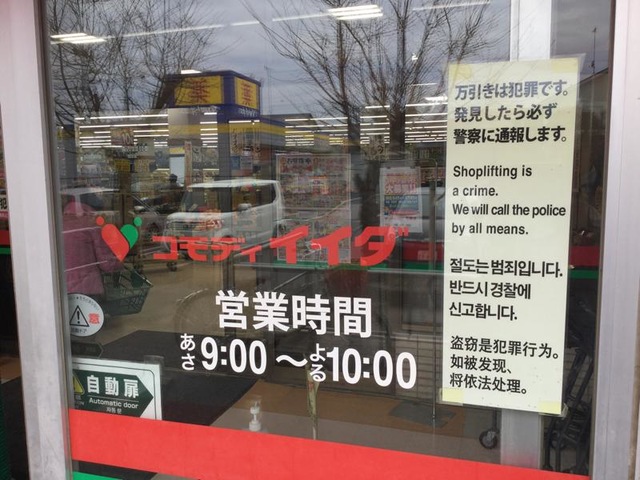 薬
コモディイイダ
営業時間
あさ9:00〜よる10:00
自動扉
Automatic door
자동 문
万引きは犯罪です。
発見したら必ず
警察に通報します。
Shoplifting is
a crime.
We will call the police
by all means.
절도는 범죄입니다.
반드시 경찰에
신고합니다.
盗窃是犯罪行为。
如被发现、
将依法处理。